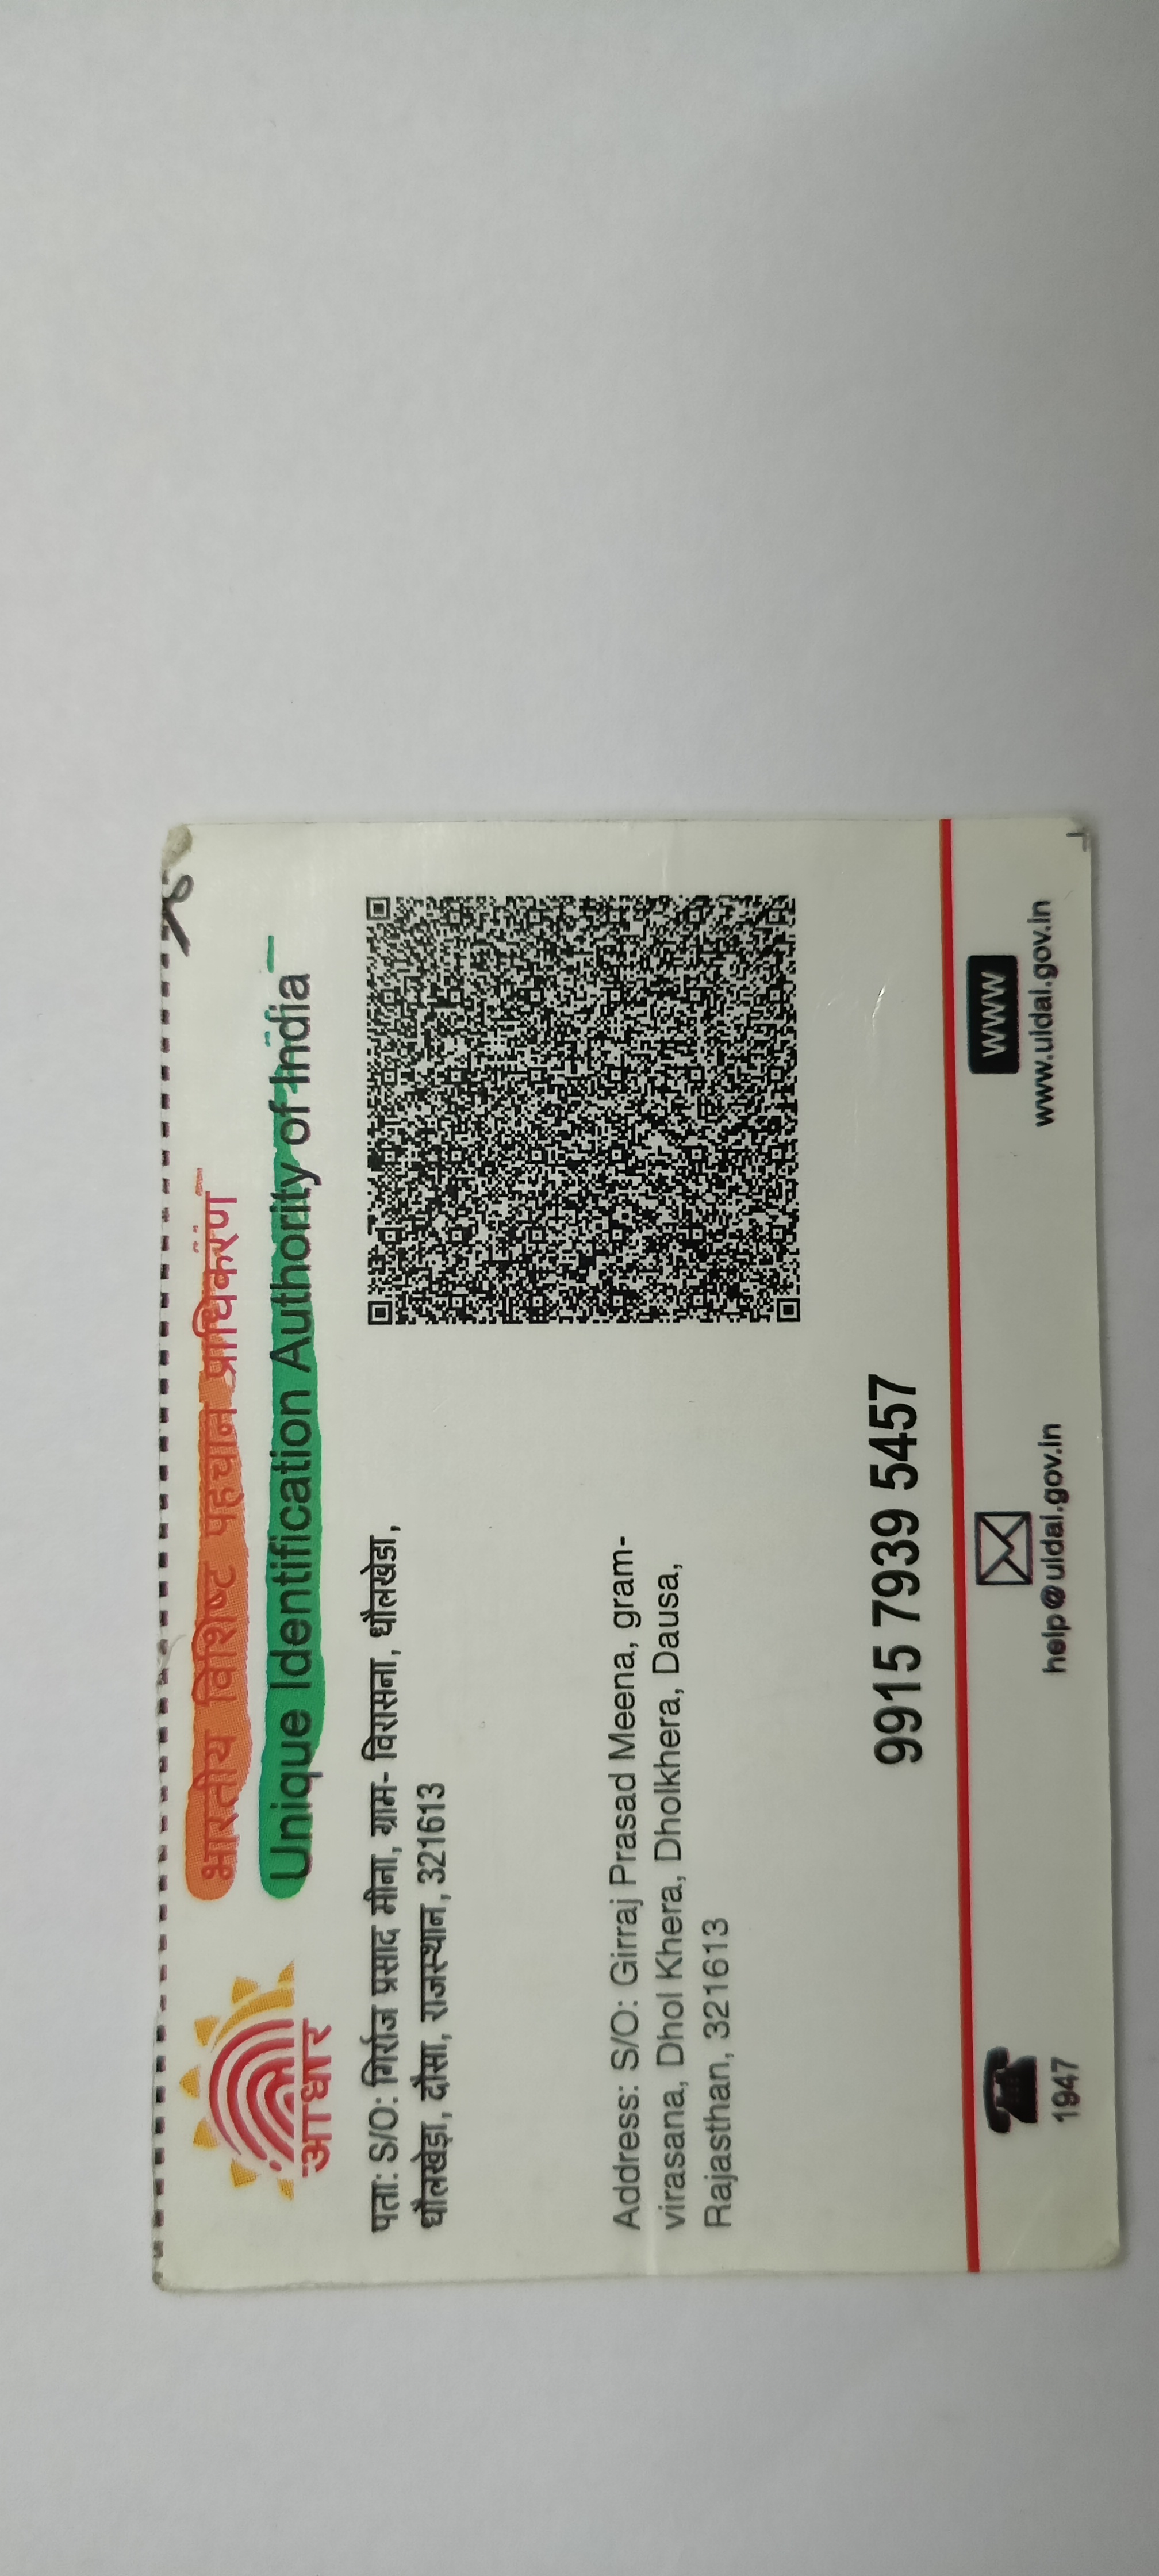 भारतीय विशिष्ट पहचान प्राधिकरण
Unique Identification Authority of India
आधार
पता: S/O: गिर्राज प्रसाद मीना, ग्राम- विरासना, धौलखेडा,
धौलखेड़ा, दौसा, राजस्थान, 321613
Address: S/O: Girraj Prasad Meena, gram-
virasana, Dhol Khera, Dholkhera, Dausa,
Rajasthan, 321613
9915 7939 5457
1947
help@uidai.gov.in
www
www.uidai.gov.in